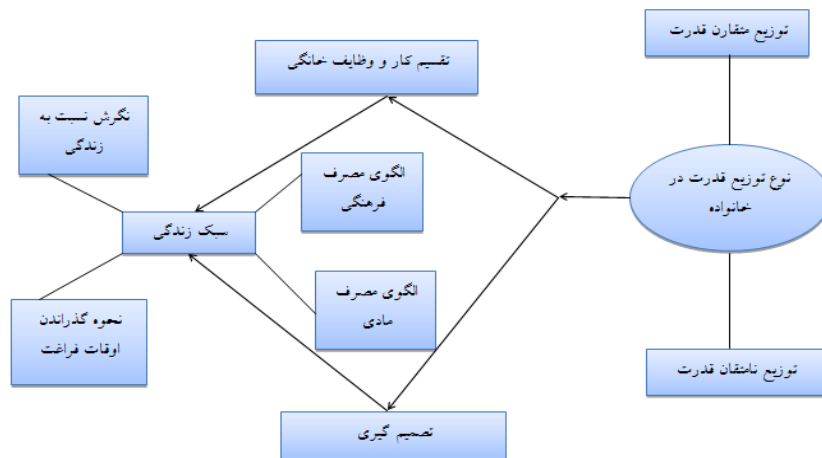 توزیع متقارن قدرت
تقسیم کار و وظایف خانگی
نگرش نسبت به
زندگی
الگوی مصرف
فرهنگی
نوع توزیع قدرت در
خانواده
سبک زندگی
الگوی مصرف
مادی
نحوه گذراندن
اوقات فراغت
توزیع نامتقان قدرت
تصمیم گیری